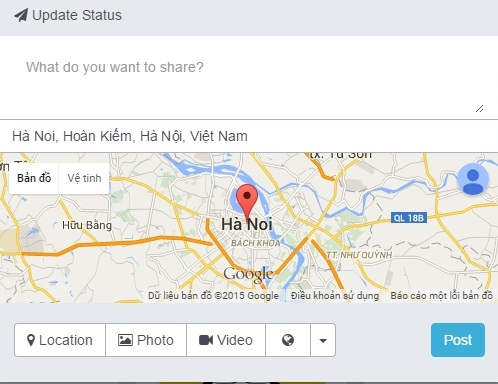 Update Status
What do you want to share?
Hà Noi, Hoàn Kiếm, Hà Nội, Việt Nam
tx. Từ Sơn
Bản đồ
Vệ tinh
QL 18B
Hữu Bằng
Hà Noi
BÁCH KHOA
TT. NHƯ QUỲNH
Google
Dữ liệu bản đồ ©2015 Google
Điều khoản sử dụng
Báo cáo một lỗi bản đồ
Location
Photo
Video
Post